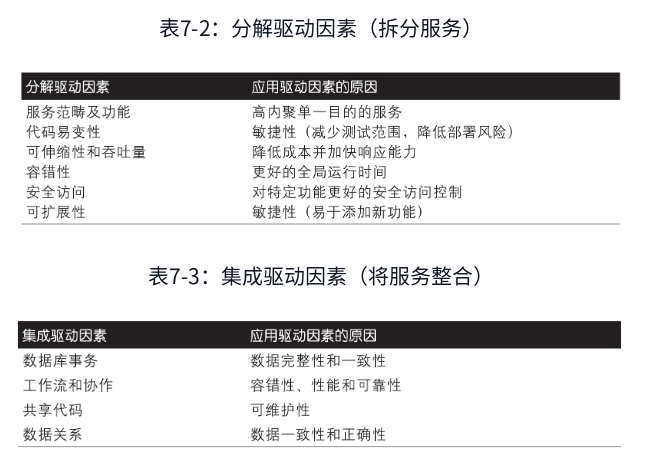 表7-2：分解驱动因素（拆分服务）
分解驱动因素 应用驱动因素的原因
服务范畴及功能 高内聚单一目的的服务
代码易变性 敏捷性（减少测试范围，降低部署风险）
可伸缩性和吞吐量 降低成本并加快响应能力
容错性 更好的全局运行时间
安全访问 对特定功能更好的安全访问控制
可扩展性 敏捷性（易于添加新功能）
表7-3：集成驱动因素（将服务整合）
集成驱动因素 应用驱动因素的原因
数据库事务 数据完整性和一致性
工作流和协作 容错性、性能和可靠性
共享代码 可维护性
数据关系 数据一致性和正确性